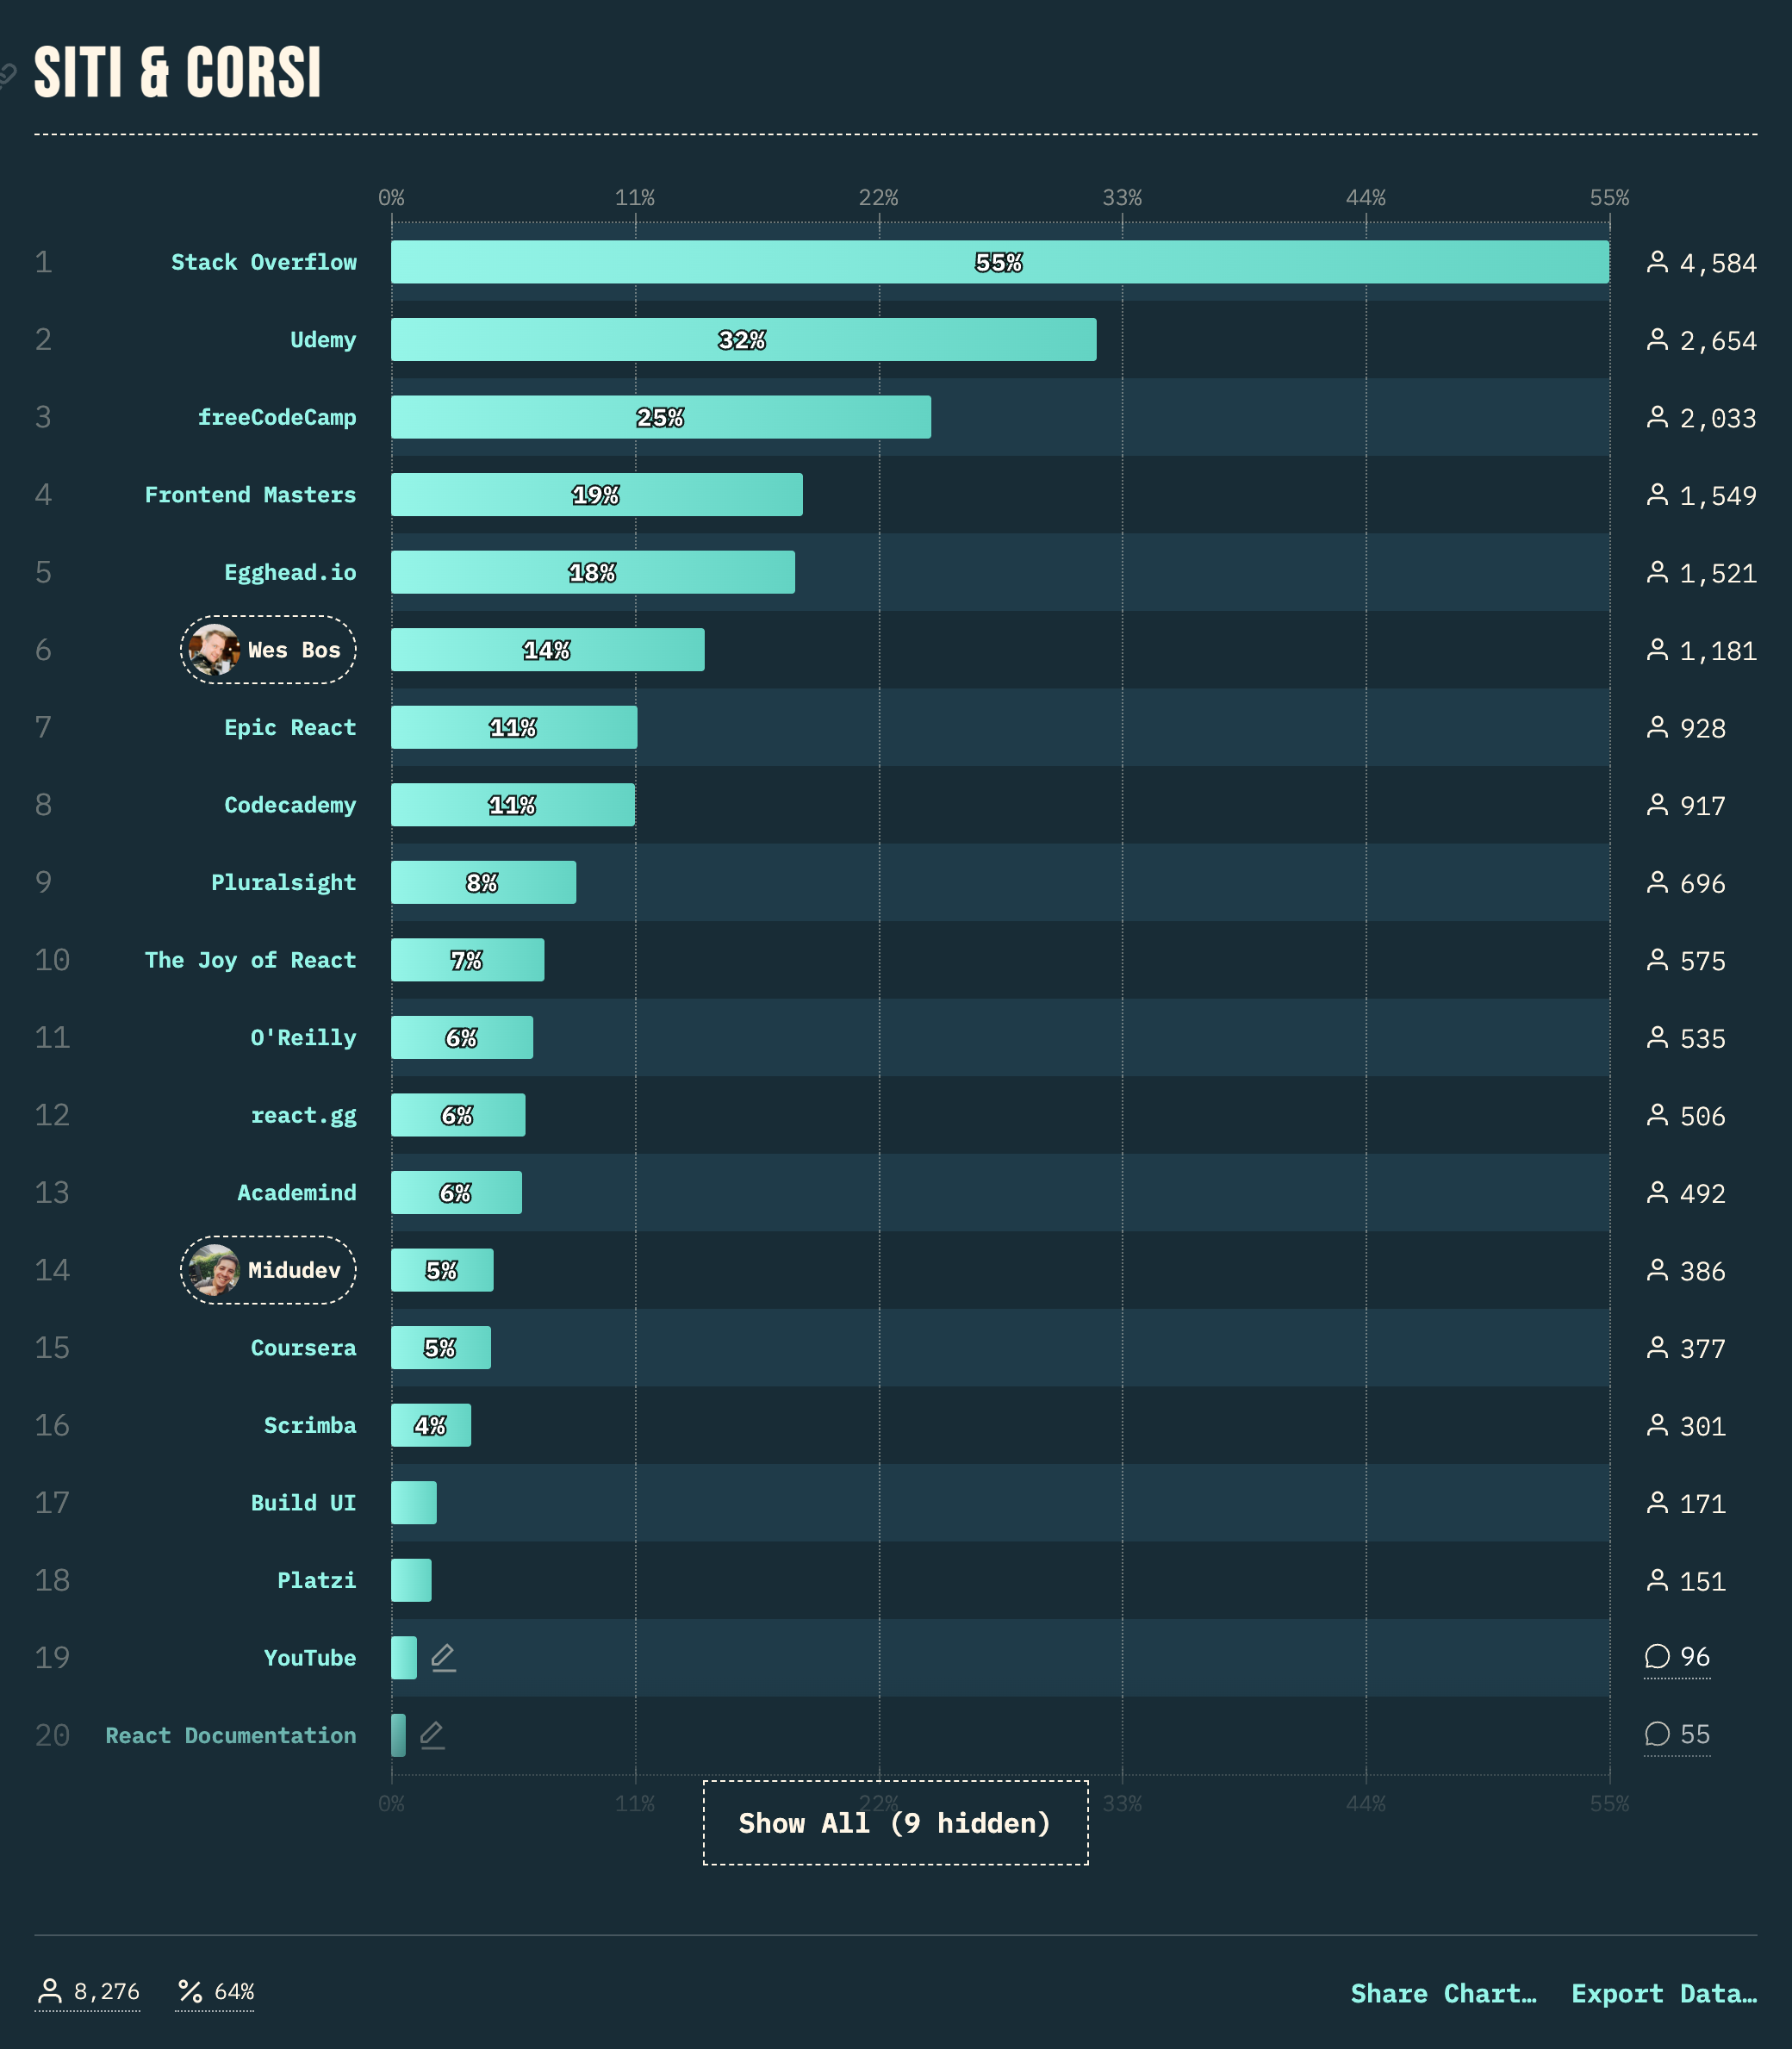 SITI & CORSI
0% 11% 22% 33% 44% 55%
1 Stack Overflow 55% 4,584
2 Udemy 32% 2,654
3 freeCodeCamp 25% 2,033
4 Frontend Masters 19% 1,549
5 Egghead.io 18% 1,521
6 Wes Bos 14% 1,181
7 Epic React 11% 928
8 Codecademy 11% 917
9 Pluralsight 8% 696
10 The Joy of React 7% 575
11 O'Reilly 6% 535
12 react.gg 6% 506
13 Academind 6% 492
14 Midudev 5% 386
15 Coursera 5% 377
16 Scrimba 4% 301
17 Build UI 171
18 Platzi 151
19 YouTube 96
20 React Documentation 55
0% 11% 22% 33% 44% 55%
Show All (9 hidden)
8,276 % 64% Share Chart… Export Data…